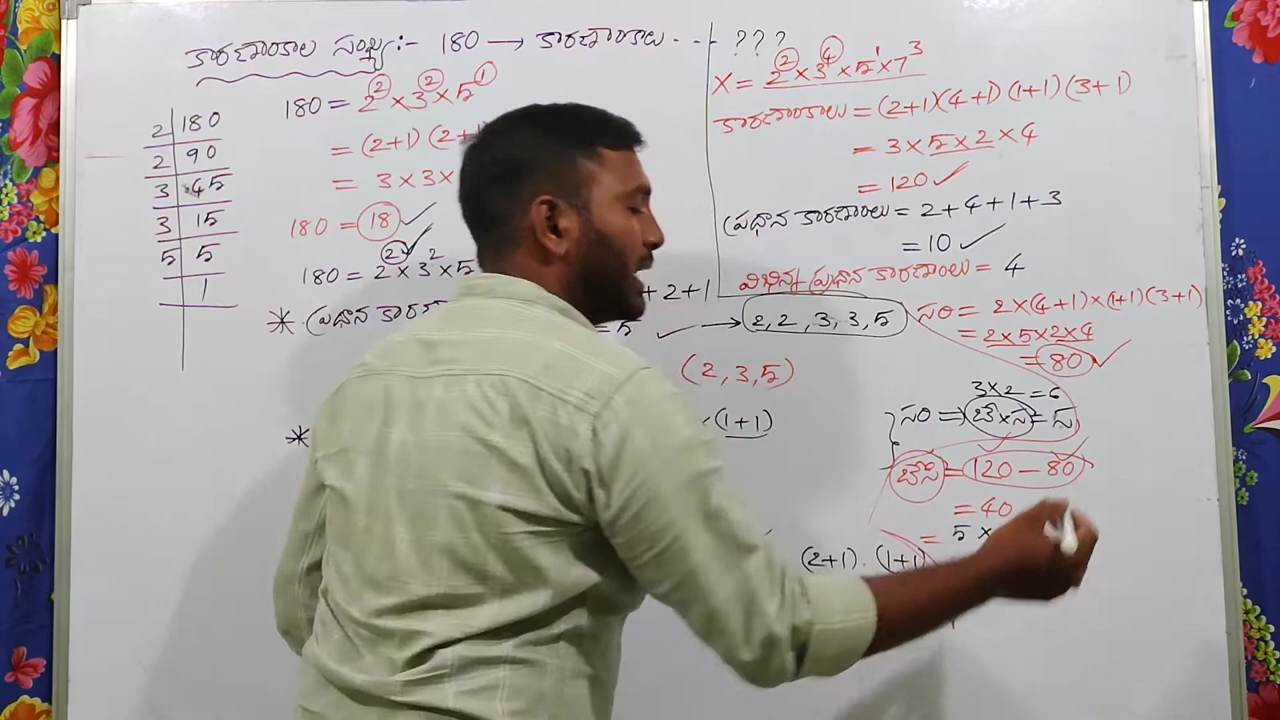 కారణాంకాల సంఖ్య:- 180 → కారణాంకాలు - - - ???
2 | 180
2 | 90
3 | 45
3 | 15
5 | 5
1
180 = 2² × 3² × 5¹
= (2+1) (2+1
= 3×3×
180 = 18 ✓
180 = 2² × 3² × 5
* ప్రధాన కారణా
+ 2 + 1
= 5 ✓ → 2, 2, 3, 3, 5
(2, 3, 5)
*
(1+1)
(2+1) · (1+1)
X = 2² × 3⁴ × 5¹ × 7³
కారణాంకాలు = (2+1)(4+1)(1+1)(3+1)
= 3 × 5 × 2 × 4
= 120 ✓
ప్రధాన కారణాంలు = 2+4+1+3
= 10 ✓
విభిన్న ప్రధాన కారణాంలు = 4
సరి = 2×(4+1)×(1+1)(3+1)
= 2×5×2×4
= 80 ✓
3×2 = 6
సరి ⇒ బే×స =
బేసి = 120 − 80
= 40
= 5 ×